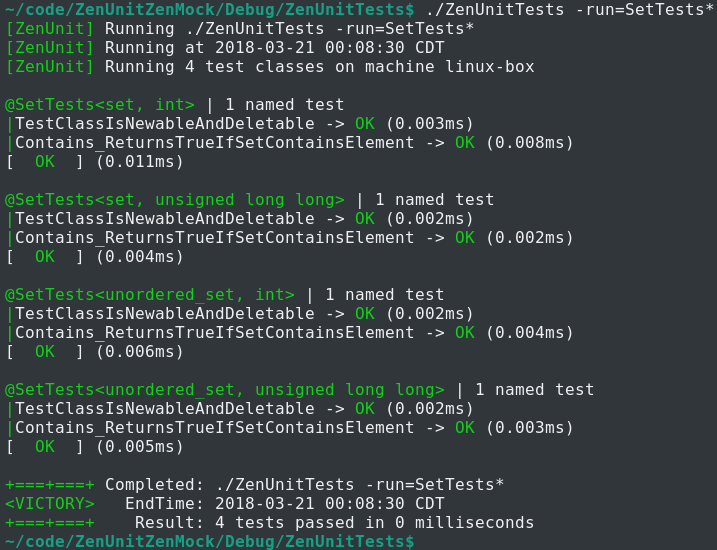 ~/code/ZenUnitZenMock/Debug/ZenUnitTests$ ./ZenUnitTests -run=SetTests*
[ZenUnit] Running ./ZenUnitTests -run=SetTests*
[ZenUnit] Running at 2018-03-21 00:08:30 CDT
[ZenUnit] Running 4 test classes on machine linux-box
@SetTests<set, int> | 1 named test
|TestClassIsNewableAndDeletable -> OK (0.003ms)
|Contains_ReturnsTrueIfSetContainsElement -> OK (0.008ms)
[  OK  ] (0.011ms)
@SetTests<set, unsigned long long> | 1 named test
|TestClassIsNewableAndDeletable -> OK (0.002ms)
|Contains_ReturnsTrueIfSetContainsElement -> OK (0.002ms)
[  OK  ] (0.004ms)
@SetTests<unordered_set, int> | 1 named test
|TestClassIsNewableAndDeletable -> OK (0.002ms)
|Contains_ReturnsTrueIfSetContainsElement -> OK (0.004ms)
[  OK  ] (0.006ms)
@SetTests<unordered_set, unsigned long long> | 1 named test
|TestClassIsNewableAndDeletable -> OK (0.002ms)
|Contains_ReturnsTrueIfSetContainsElement -> OK (0.003ms)
[  OK  ] (0.005ms)
+===+===+ Completed: ./ZenUnitTests -run=SetTests*
<VICTORY>   EndTime: 2018-03-21 00:08:30 CDT
+===+===+    Result: 4 tests passed in 0 milliseconds
~/code/ZenUnitZenMock/Debug/ZenUnitTests$